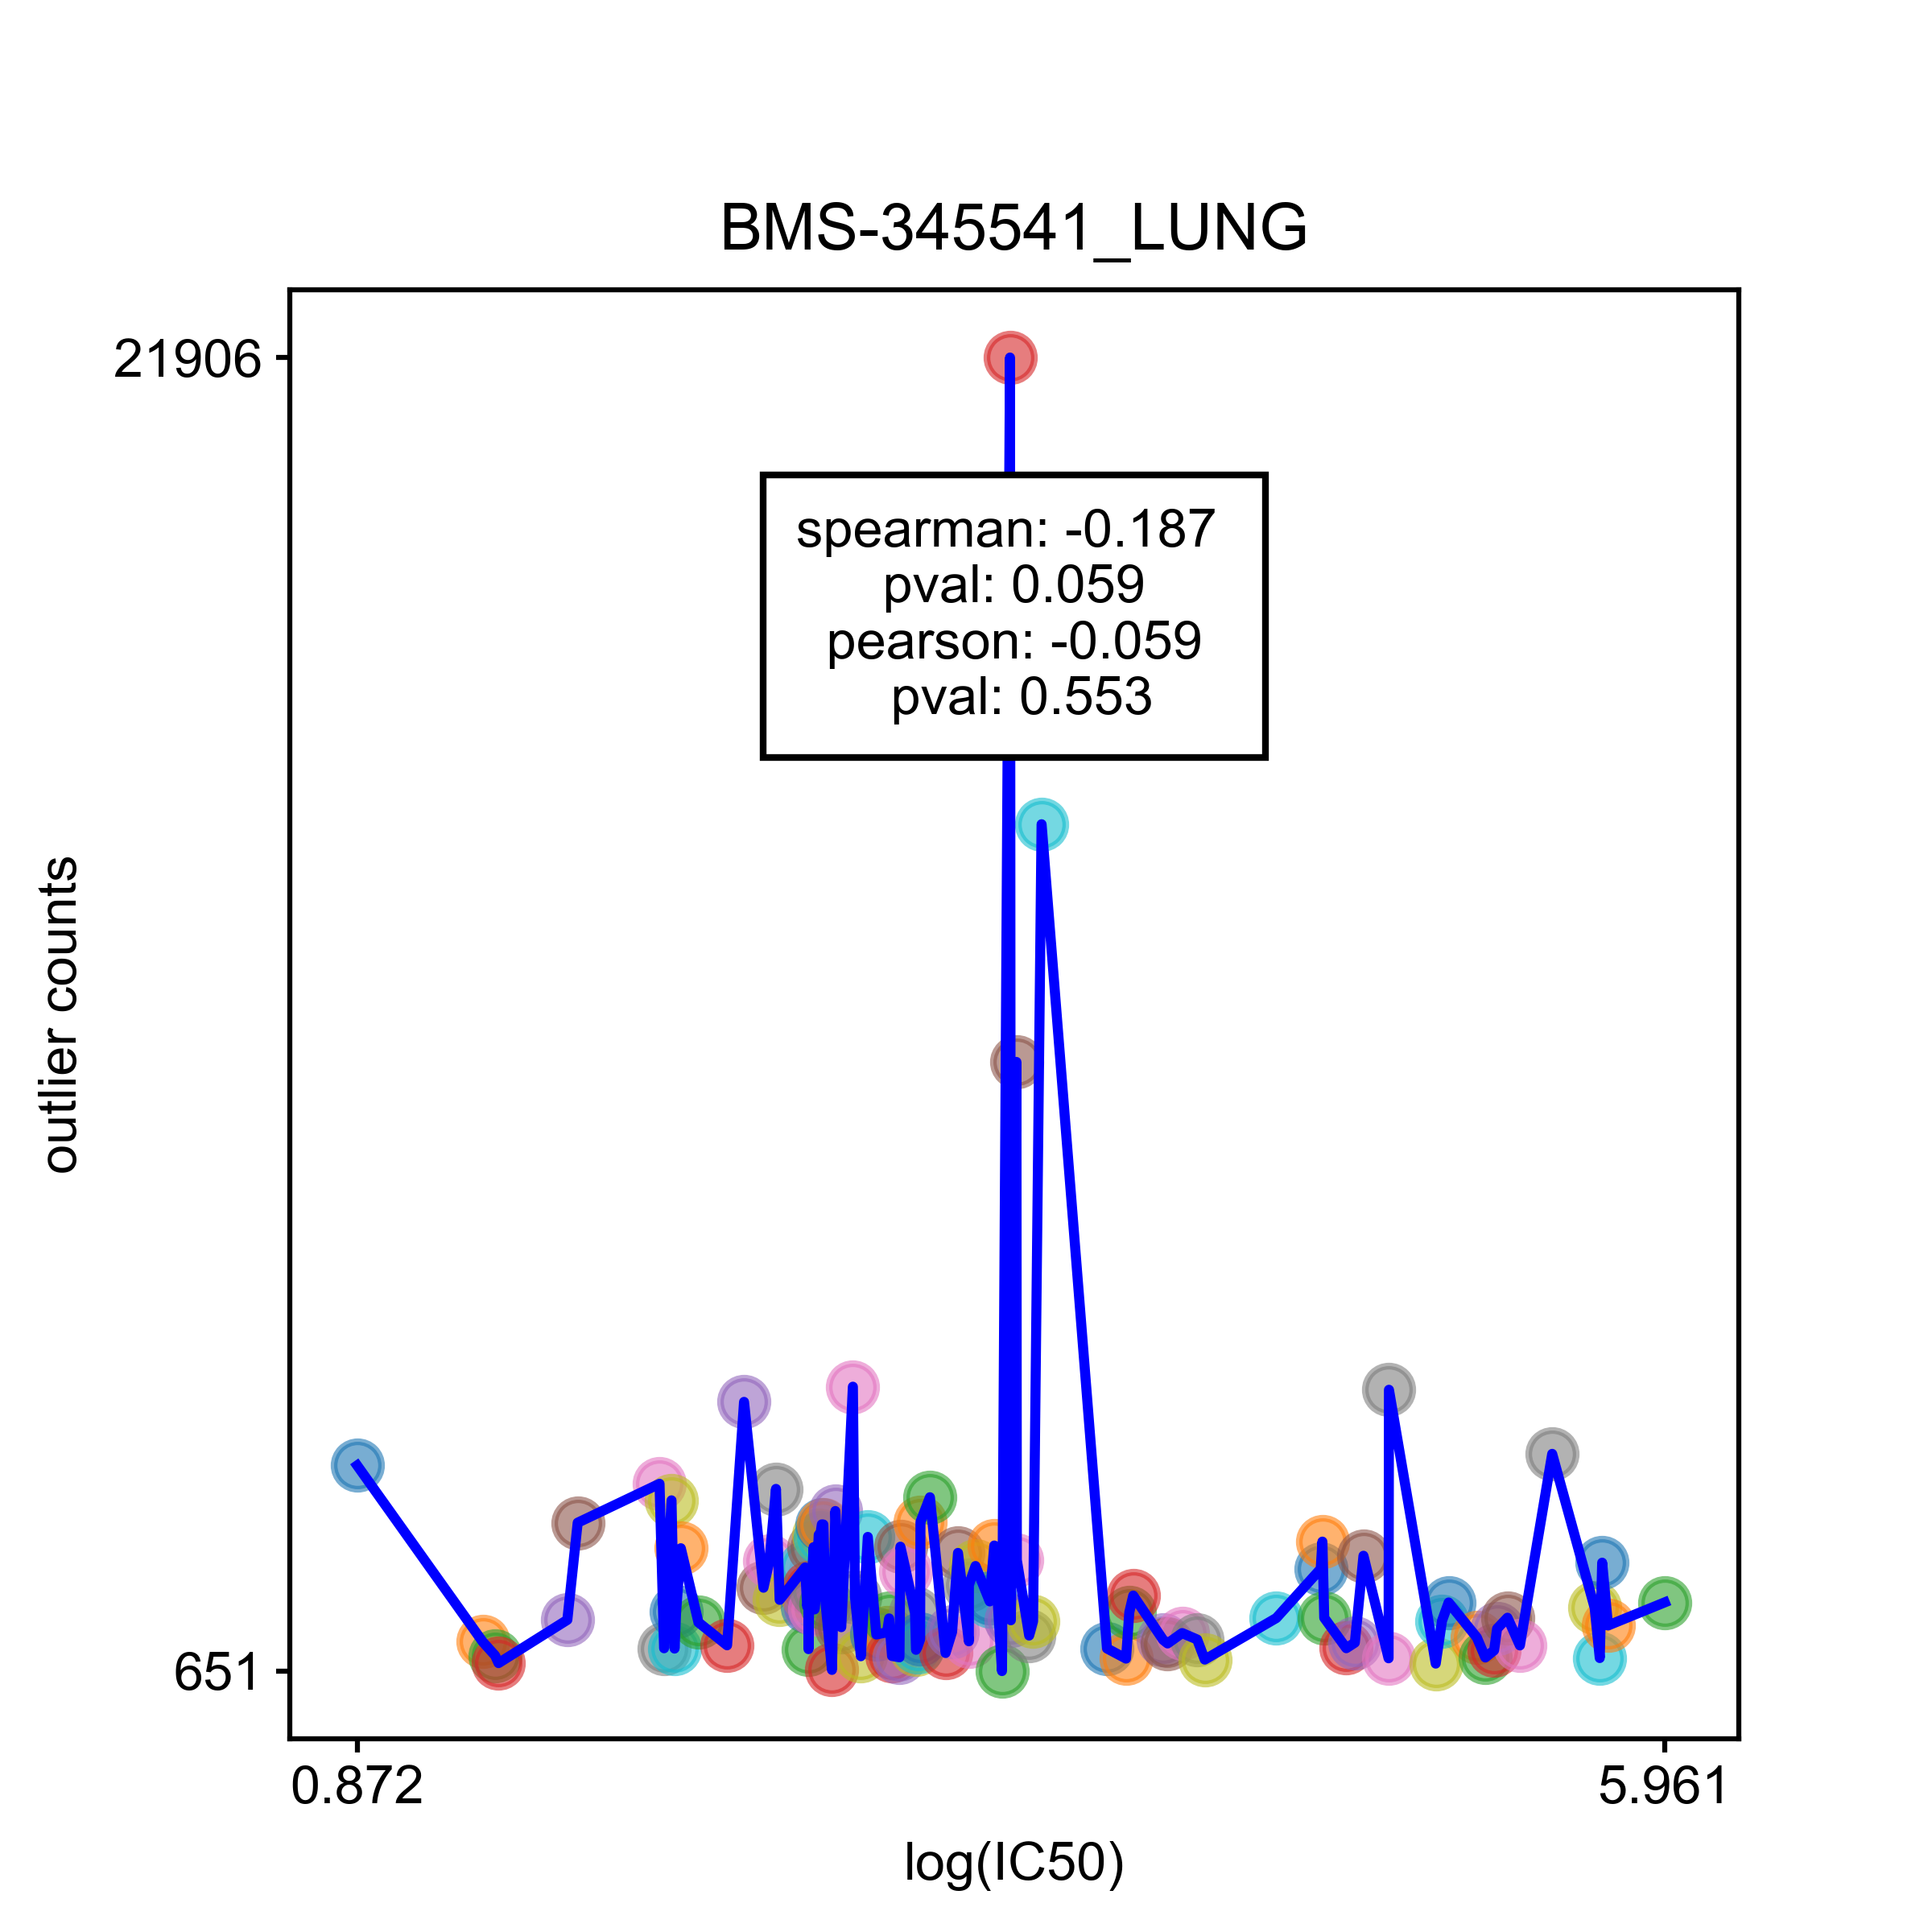 BMS-345541_LUNG
21906
spearman: -0.187
pval: 0.059
pearson: -0.059
pval: 0.553
outlier counts
651
0.872
5.961
log(IC50)